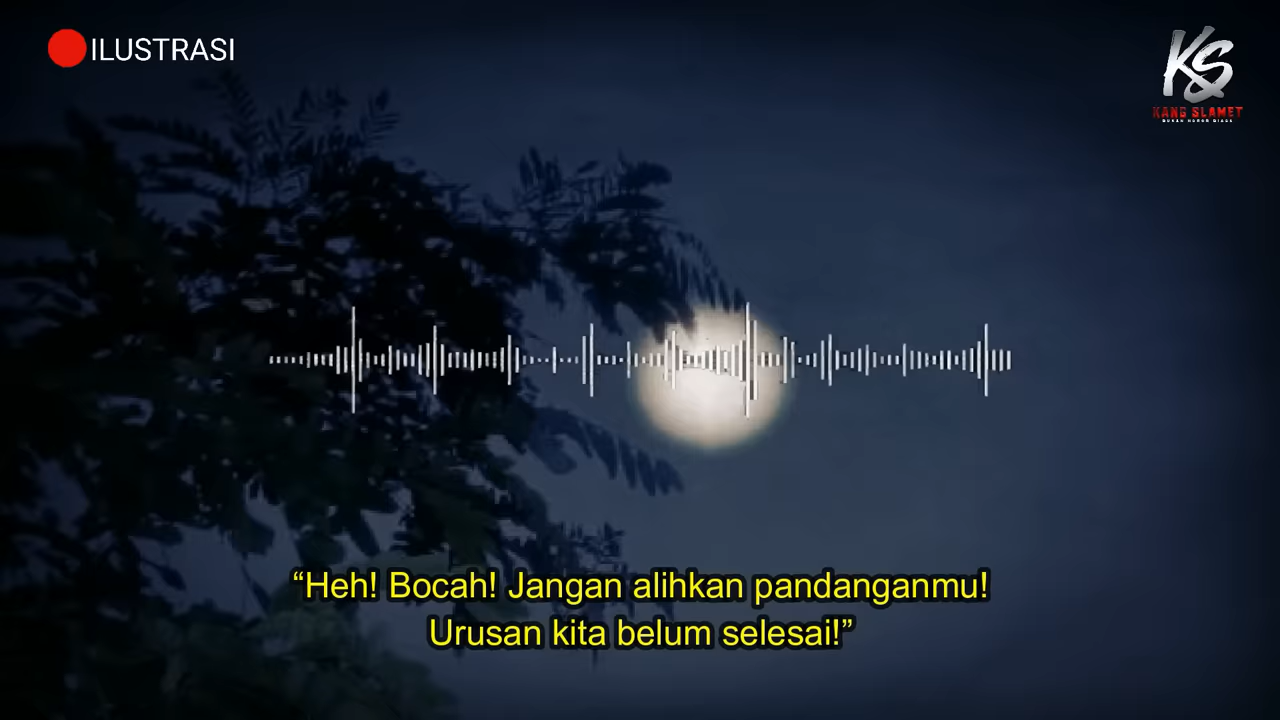 ILUSTRASI
KS
KANG SLAMET
“Heh! Bocah! Jangan alihkan pandanganmu!
Urusan kita belum selesai!”